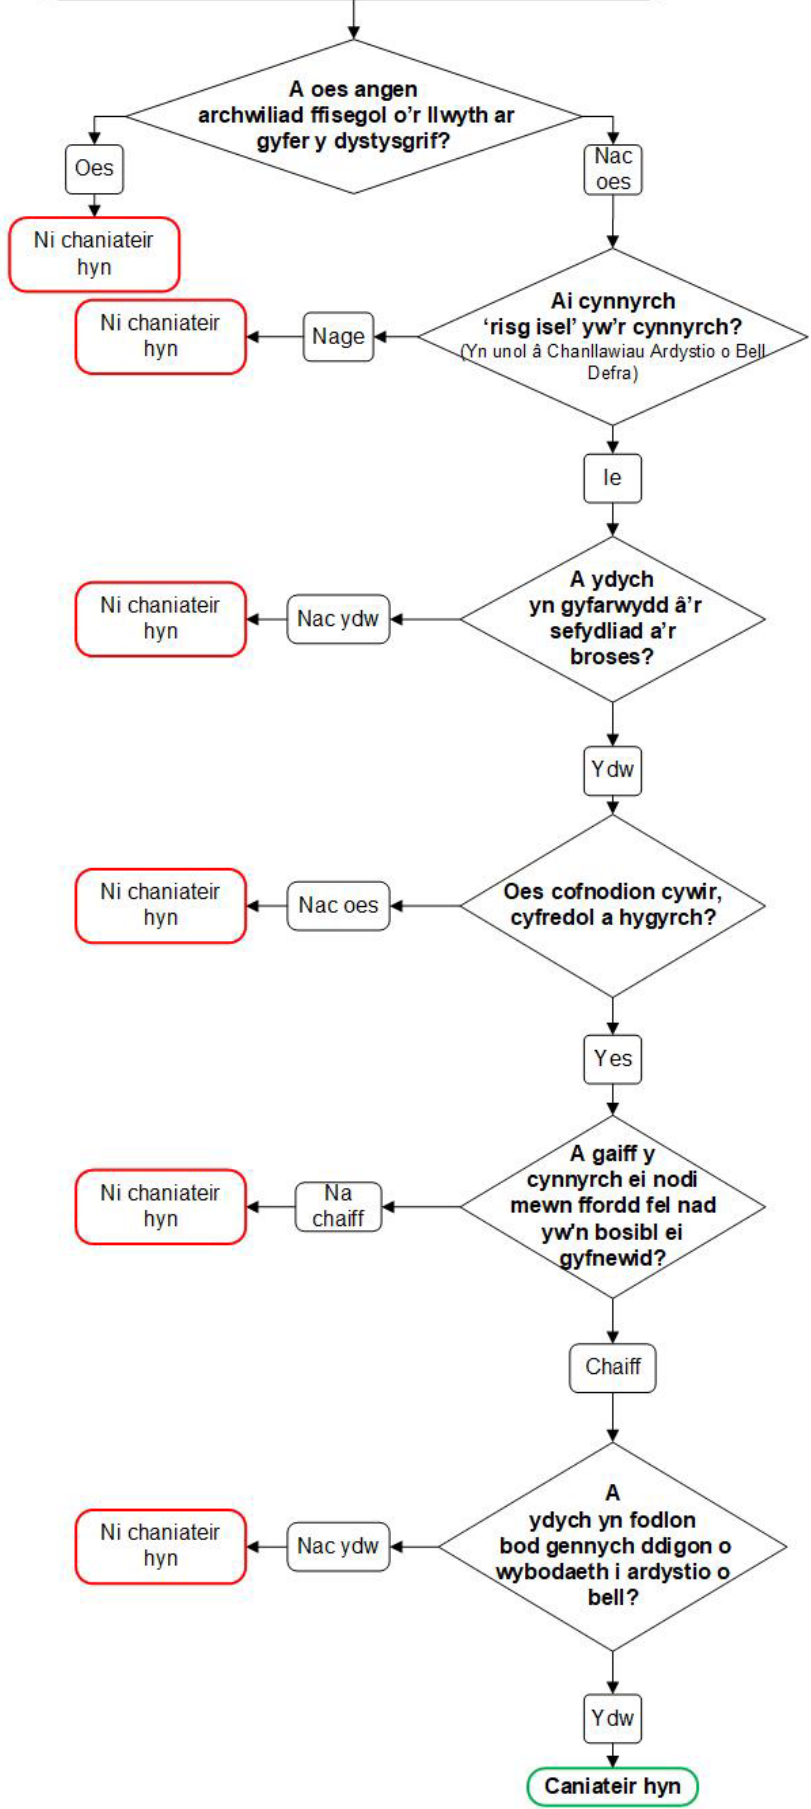 A oes angen
archwiliad ffisegol o'r llwyth ar
gyfer y dystysgrif?
Oes
Nac
oes
Ni chaniateir
hyn
Ai cynnyrch
‘risg isel’ yw’r cynnyrch?
(Yn unol â Chanllawiau Ardystio o Bell
Defra)
Nage
Ni chaniateir
hyn
Ie
A ydych
yn gyfarwydd â’r
sefydliad a’r
broses?
Nac ydw
Ni chaniateir
hyn
Ydw
Oes cofnodion cywir,
cyfredol a hygyrch?
Nac oes
Ni chaniateir
hyn
Yes
A gaiff y
cynnyrch ei nodi
mewn ffordd fel nad
yw'n bosibl ei
gyfnewid?
Na
chaiff
Ni chaniateir
hyn
Chaiff
A
ydych yn fodlon
bod gennych ddigon o
wybodaeth i ardystio o
bell?
Nac ydw
Ni chaniateir
hyn
Ydw
Caniateir hyn